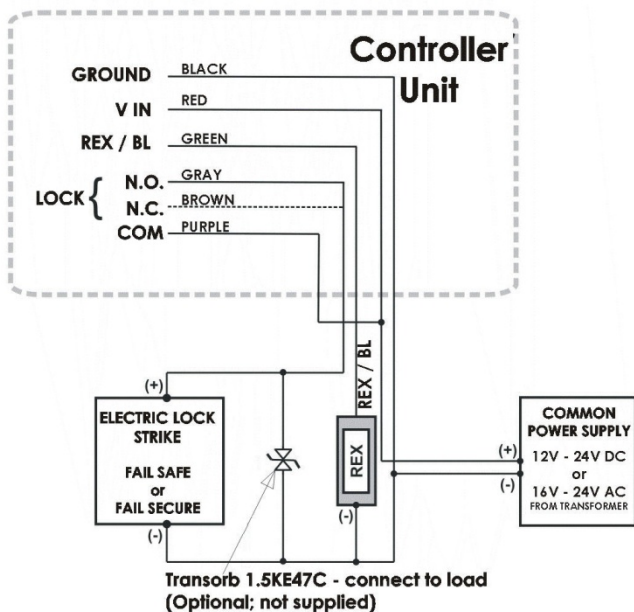 Controller
Unit
GROUND BLACK
V IN RED
REX / BL GREEN
LOCK { N.O. GRAY
N.C. BROWN
COM PURPLE
REX / BL
(+)
ELECTRIC LOCK
STRIKE
FAIL SAFE
or
FAIL SECURE
(-)
REX
(-)
COMMON
POWER SUPPLY
(+) 12V - 24V DC
or
(-) 16V - 24V AC
FROM TRANSFORMER
Transorb 1.5KE47C - connect to load
(Optional; not supplied)